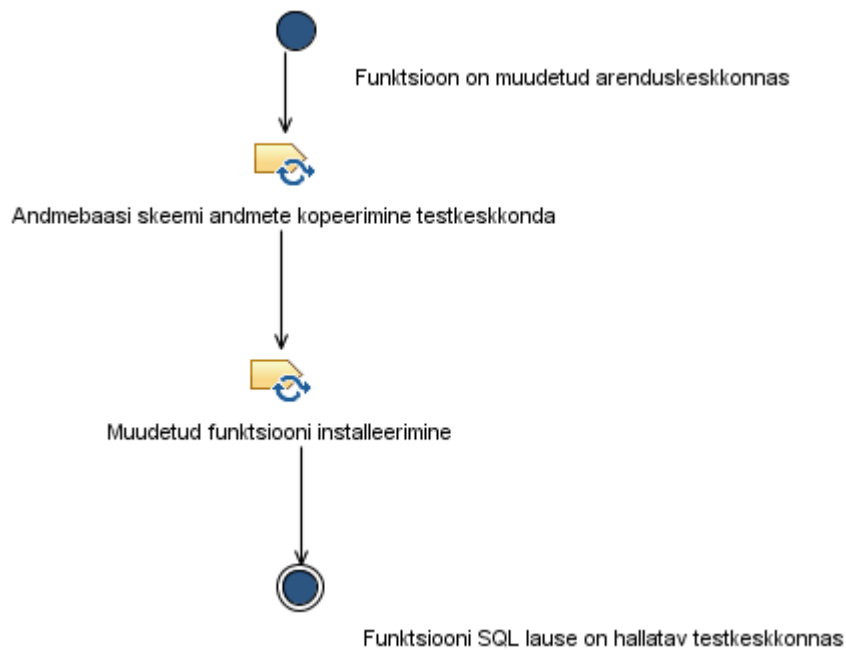 Funktsioon on muudetud arenduskeskkonnas
Andmebaasi skeemi andmete kopeerimine testkeskkonda
Muudetud funktsiooni installeerimine
Funktsiooni SQL lause on hallatav testkeskkonnas